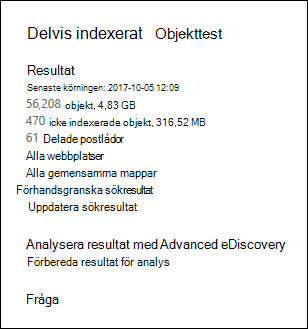 Delvis indexerat Objekttest
Resultat
Senaste körningen: 2017-10-05 12:09
56,208 objekt, 4,83 GB
470 icke indexerade objekt, 316,52 MB
61 Delade postlådor
Alla webbplatser
Alla gemensamma mappar
Förhandsgranska sökresultat
Uppdatera sökresultat
Analysera resultat med Advanced eDiscovery
Förbereda resultat för analys
Fråga